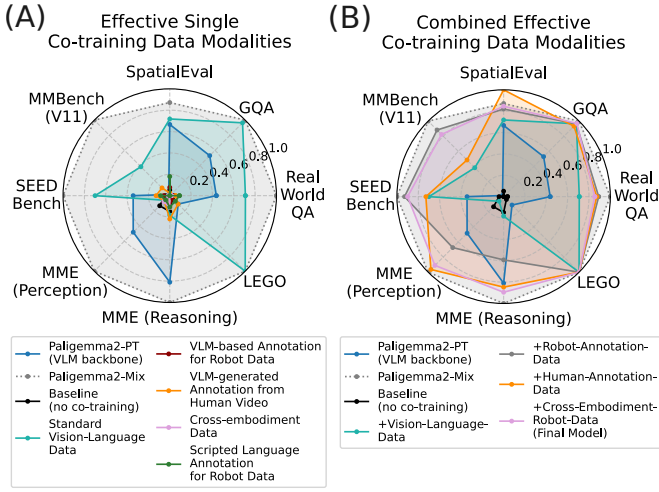 (A)
Effective Single
Co-training Data Modalities
SpatialEval
GQA
MMBench
(V11)
1.0
0.8
0.6
0.4
0.2
Real
World
QA
SEED
Bench
LEGO
MME
(Perception)
MME (Reasoning)
Paligemma2-PT
(VLM backbone)
Paligemma2-Mix
Baseline
(no co-training)
Standard
Vision-Language
Data
VLM-based Annotation
for Robot Data
VLM-generated
Annotation from
Human Video
Cross-embodiment
Data
Scripted Language
Annotation
for Robot Data
(B)
Combined Effective
Co-training Data Modalities
SpatialEval
GQA
MMBench
(V11)
1.0
0.8
0.6
0.4
0.2
Real
World
QA
SEED
Bench
LEGO
MME
(Perception)
MME (Reasoning)
Paligemma2-PT
(VLM backbone)
Paligemma2-Mix
Baseline
(no co-training)
+Vision-Language-
Data
+Robot-Annotation-
Data
+Human-Annotation-
Data
+Cross-Embodiment-
Robot-Data
(Final Model)